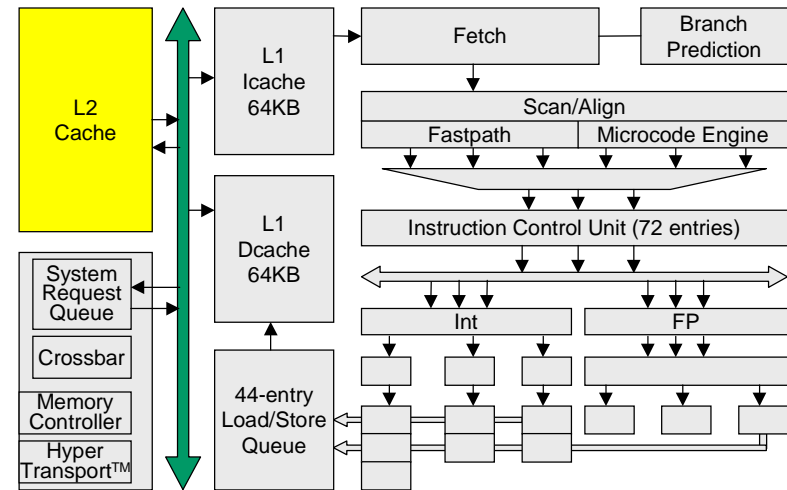 L2
Cache
System
Request
Queue
Crossbar
Memory
Controller
Hyper
Transport™
L1
Icache
64KB
L1
Dcache
64KB
44-entry
Load/Store
Queue
Fetch
Branch
Prediction
Scan/Align
Fastpath
Microcode Engine
Instruction Control Unit (72 entries)
Int
FP